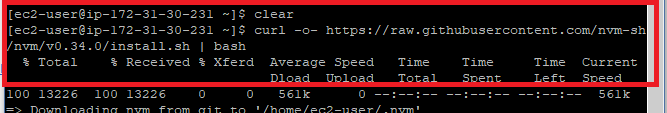 [ec2-user@ip-172-31-30-231 ~]$ clear
[ec2-user@ip-172-31-30-231 ~]$ curl -o- https://raw.githubusercontent.com/nvm-sh
/nvm/v0.34.0/install.sh | bash
  % Total    % Received % Xferd  Average Speed   Time    Time     Time  Current
                                 Dload  Upload   Total   Spent    Left  Speed
100 13226  100 13226    0     0   561k      0 --:--:-- --:--:-- --:--:--  561k
=> Downloading nvm from git to '/home/ec2-user/.nvm'